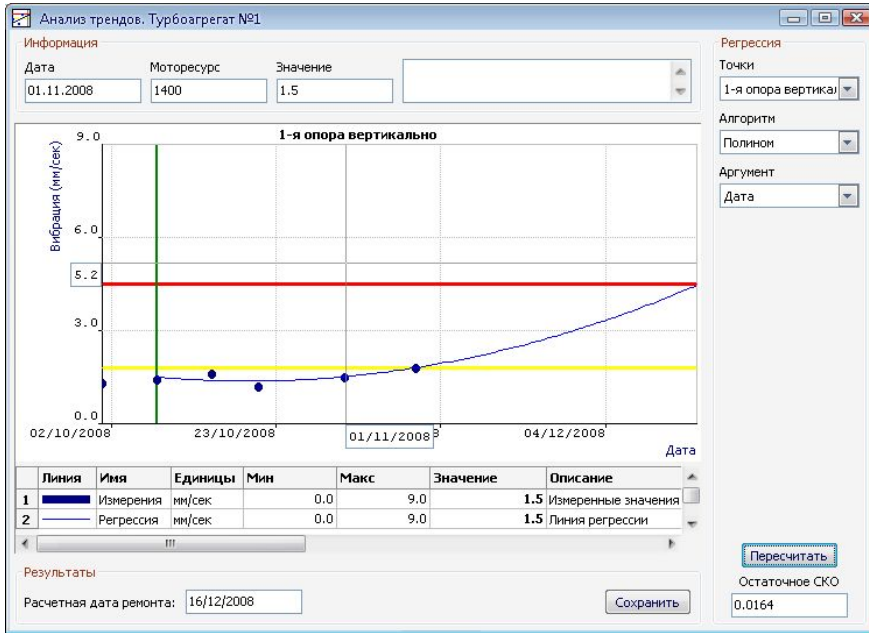 Анализ трендов. Турбоагрегат №1
Информация
Дата Моторесурс Значение
01.11.2008 1400 1.5
Регрессия
Точки
1-я опора вертикал
Алгоритм
Полином
Аргумент
Дата
1-я опора вертикально
Вибрация (мм/сек)
9.0
6.0
5.2
3.0
0.0
02/10/2008 23/10/2008 01/11/2008 04/12/2008
Дата
Линия Имя Единицы Мин Макс Значение Описание
1 Измерения мм/сек 0.0 9.0 1.5 Измеренные значения
2 Регрессия мм/сек 0.0 9.0 1.5 Линия регрессии
Результаты
Расчетная дата ремонта: 16/12/2008 Сохранить
Пересчитать
Остаточное СКО
0.0164